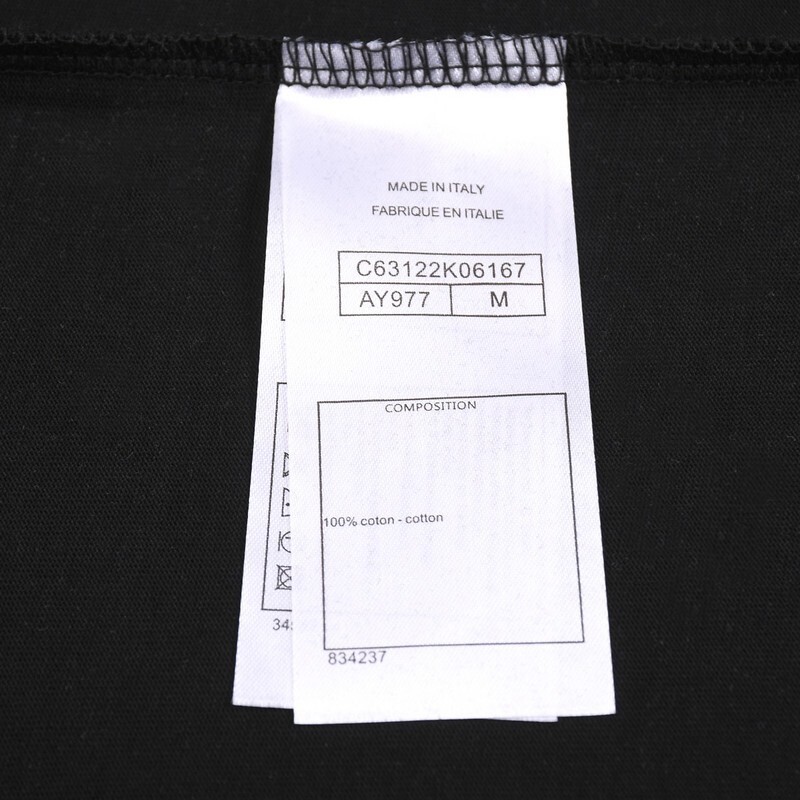 MADE IN ITALY
FABRIQUE EN ITALIE
C63122K06167
AY977 M
COMPOSITION
100% coton - cotton
834237